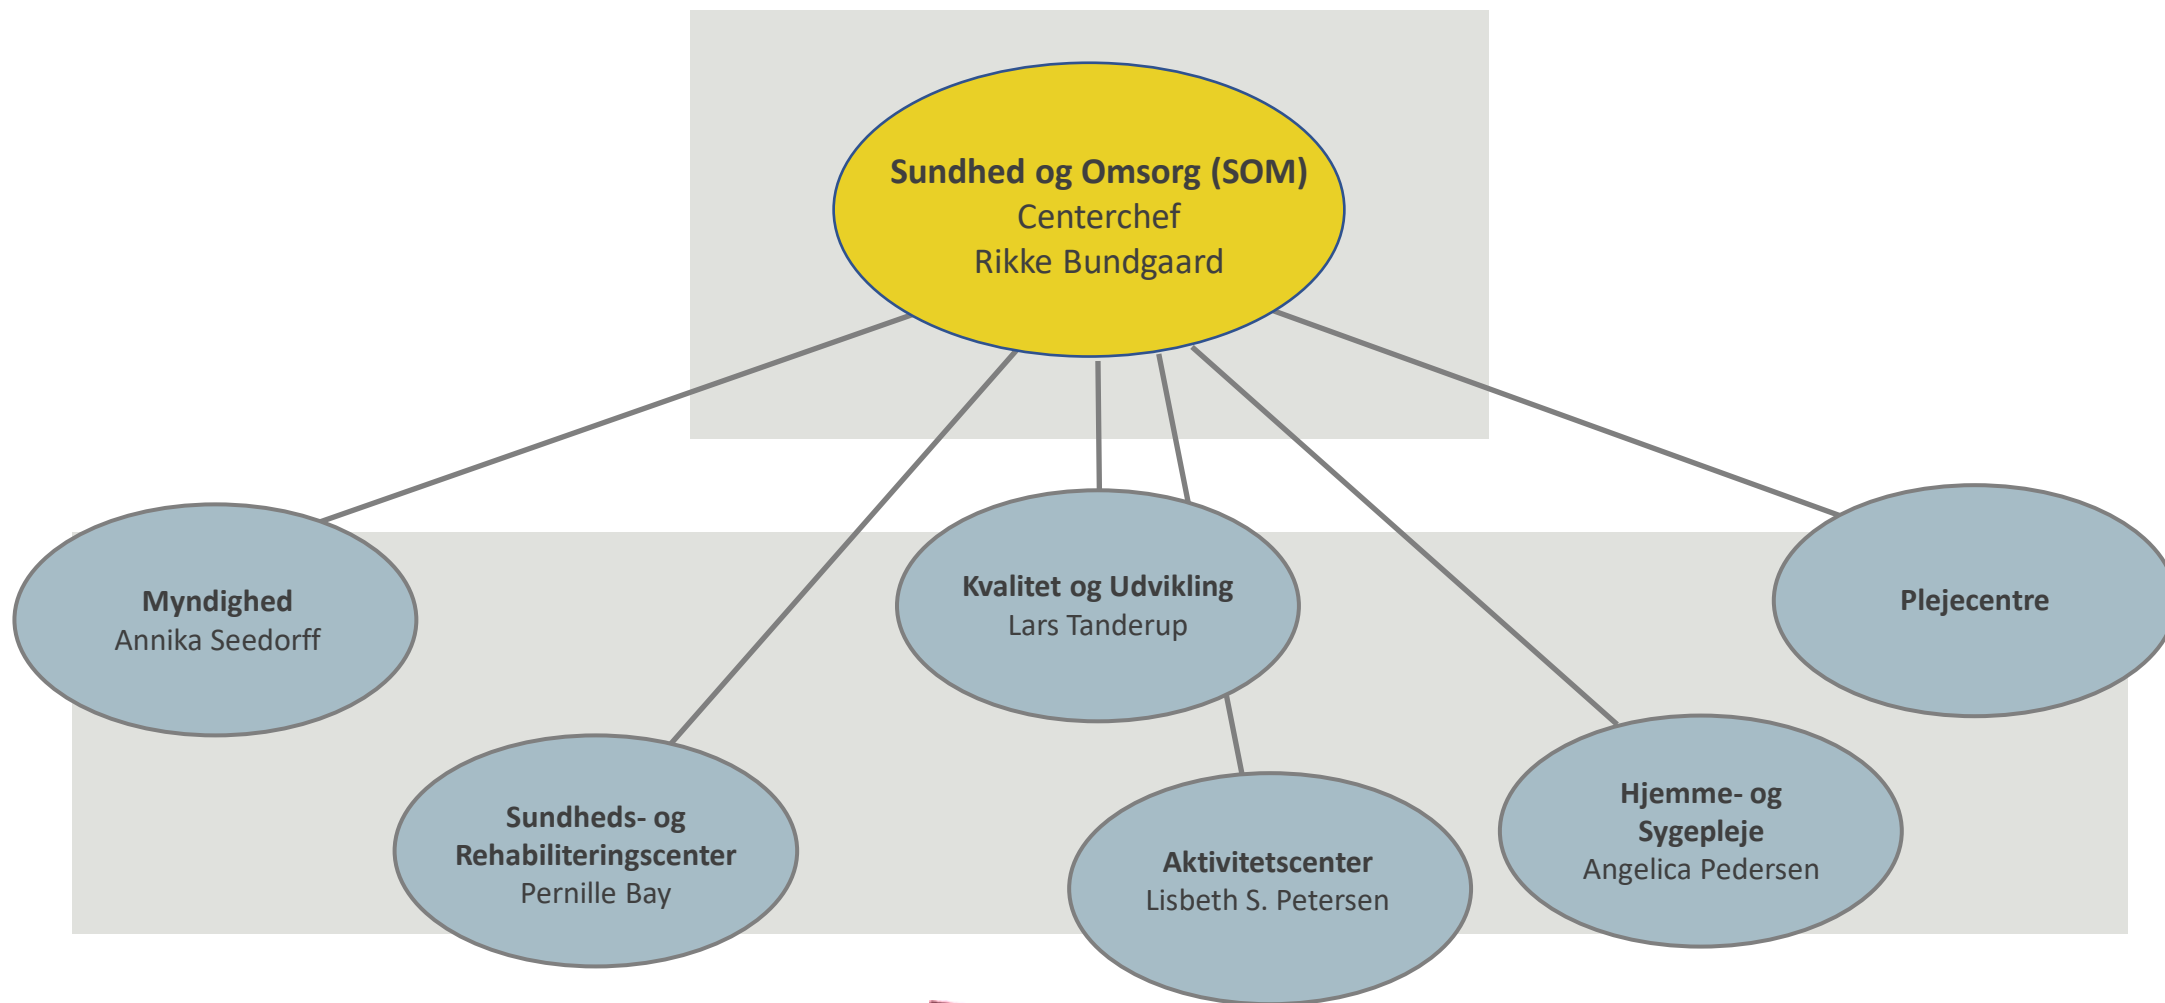 Sundhed og Omsorg (SOM)
Centerchef
Rikke Bundgaard
Myndighed
Annika Seedorff
Kvalitet og Udvikling
Lars Tanderup
Plejecentre
Sundheds- og
Rehabiliteringscenter
Pernille Bay
Aktivitetscenter
Lisbeth S. Petersen
Hjemme- og
Sygepleje
Angelica Pedersen